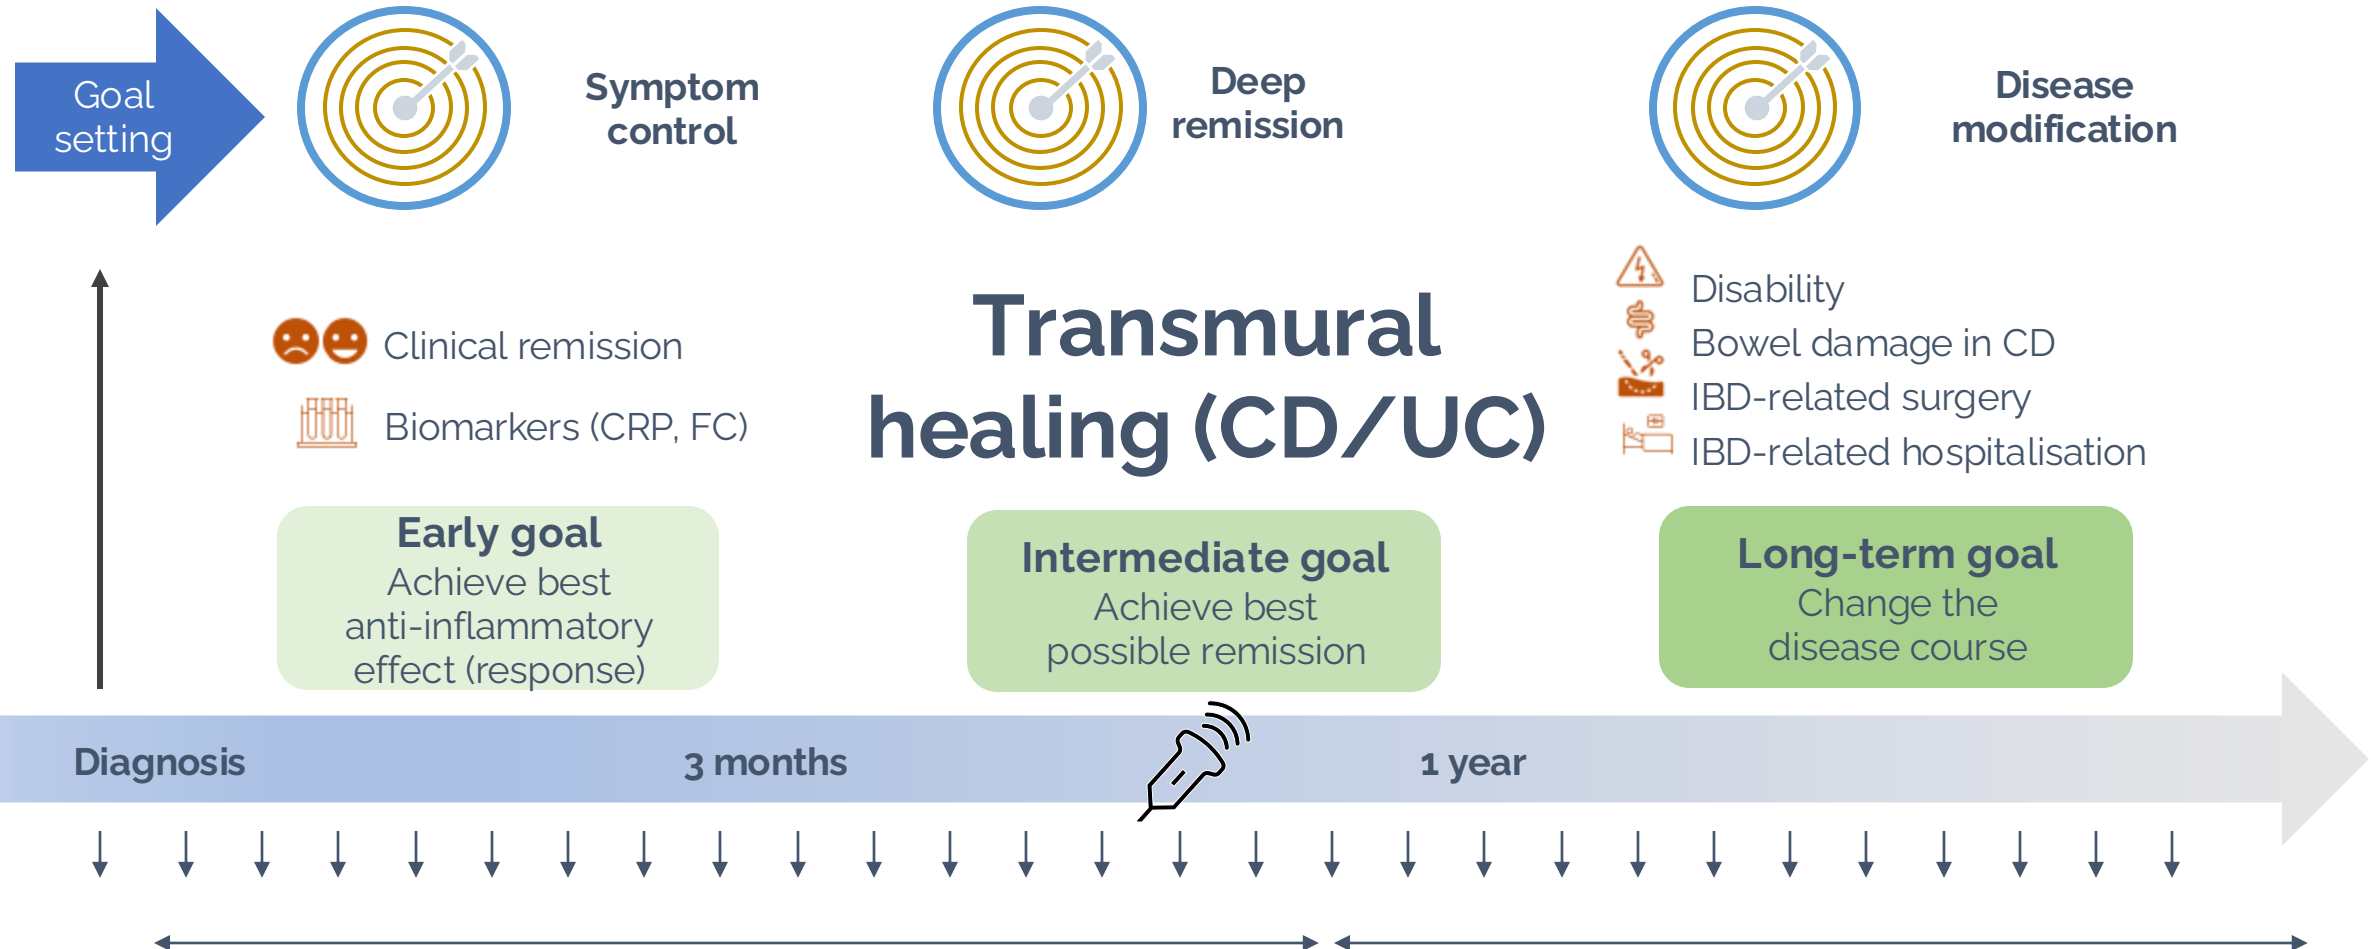 Goal
setting
Symptom
control
Deep
remission
Disease
modification
Clinical remission
Biomarkers (CRP, FC)
Transmural
healing (CD/UC)
Disability
Bowel damage in CD
IBD-related surgery
IBD-related hospitalisation
Early goal
Achieve best
anti-inflammatory
effect (response)
Intermediate goal
Achieve best
possible remission
Long-term goal
Change the
disease course
Diagnosis
3 months
1 year